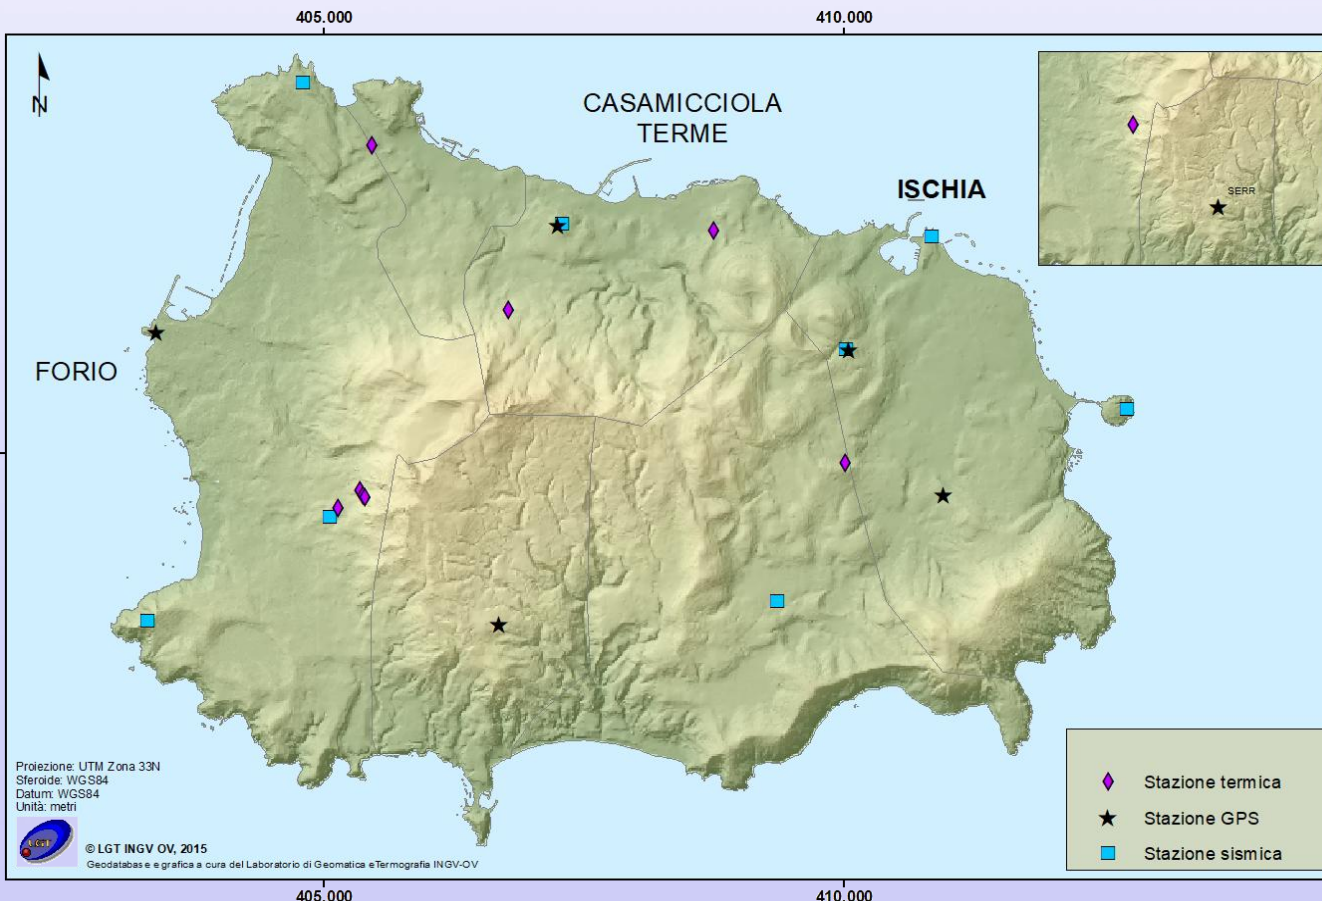 405.000
410.000
N
CASAMICCIOLA
TERME
ISCHIA
SERR
FORIO
Proiezione: UTM Zona 33N
Sferoide: WGS84
Datum: WGS84
Unità: metri
Stazione termica
Stazione GPS
Stazione sismica
© LGT INGV OV, 2015
Geodatabase e grafica a cura del Laboratorio di Geomatica e Termografia INGV-OV
405.000
410.000